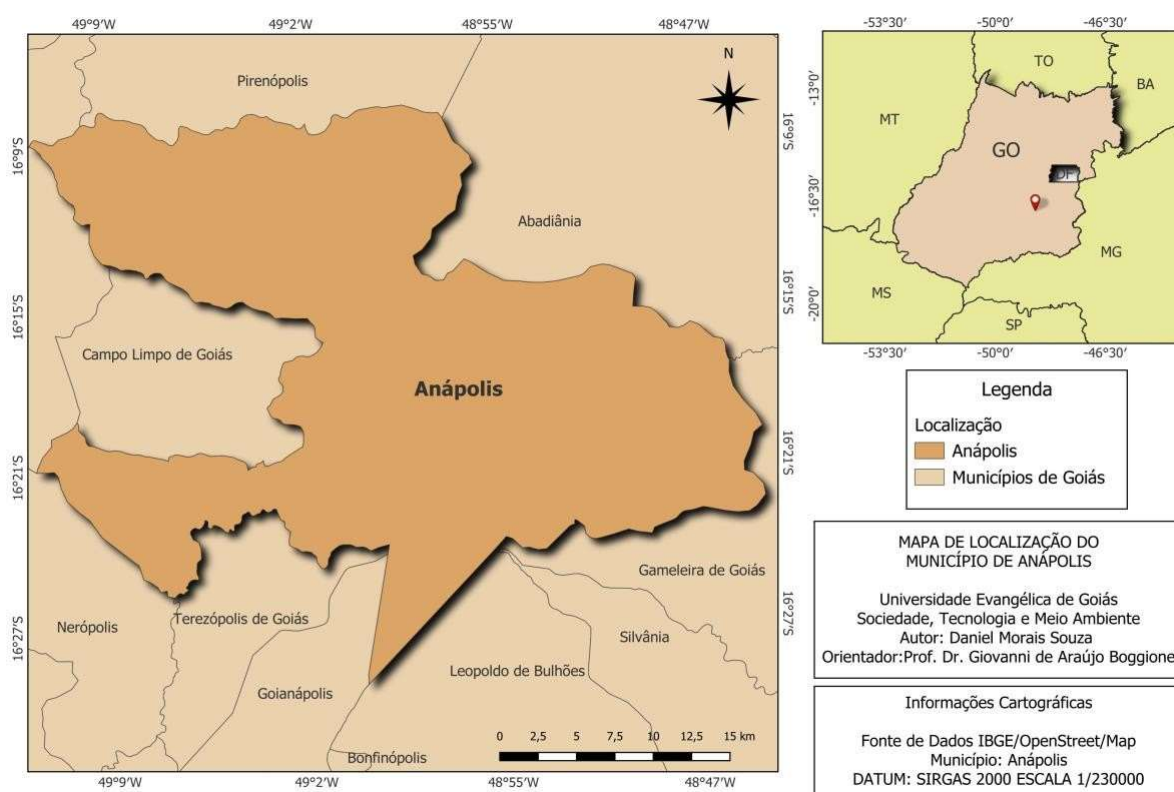 49°9'W 49°2'W 48°55'W 48°47'W
16°9'S
16°15'S
16°21'S
16°27'S
Pirenópolis
N
Abadiânia
Campo Limpo de Goiás
Anápolis
Gameleira de Goiás
Nerópolis
Terezópolis de Goiás
Silvânia
Leopoldo de Bulhões
Goianápolis
Bonfinópolis
0 2,5 5 7,5 10 12,5 15 km
16°9'S
16°15'S
16°21'S
16°27'S
49°9'W 49°2'W 48°55'W 48°47'W
-53°30' -50°0' -46°30'
-13°0'
-16°30'
-20°0'
TO
BA
MT
GO
DF
MG
MS
SP
-53°30' -50°0' -46°30'
Legenda
Localização
Anápolis
Municípios de Goiás
MAPA DE LOCALIZAÇÃO DO
MUNICÍPIO DE ANÁPOLIS
Universidade Evangélica de Goiás
Sociedade, Tecnologia e Meio Ambiente
Autor: Daniel Morais Souza
Orientador:Prof. Dr. Giovanni de Araújo Boggione
Informações Cartográficas
Fonte de Dados IBGE/OpenStreet/Map
Município: Anápolis
DATUM: SIRGAS 2000 ESCALA 1/230000